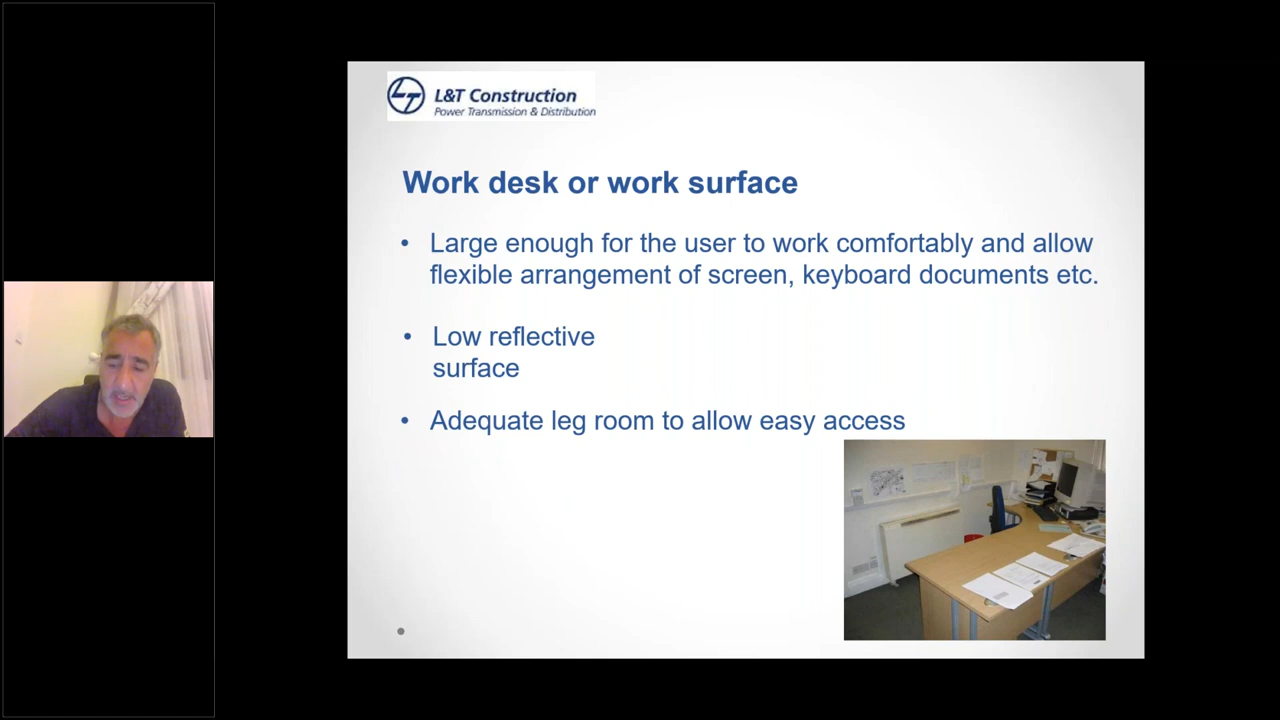 L&T Construction
Power Transmission & Distribution
Work desk or work surface
• Large enough for the user to work comfortably and allow
flexible arrangement of screen, keyboard documents etc.
• Low reflective
surface
• Adequate leg room to allow easy access